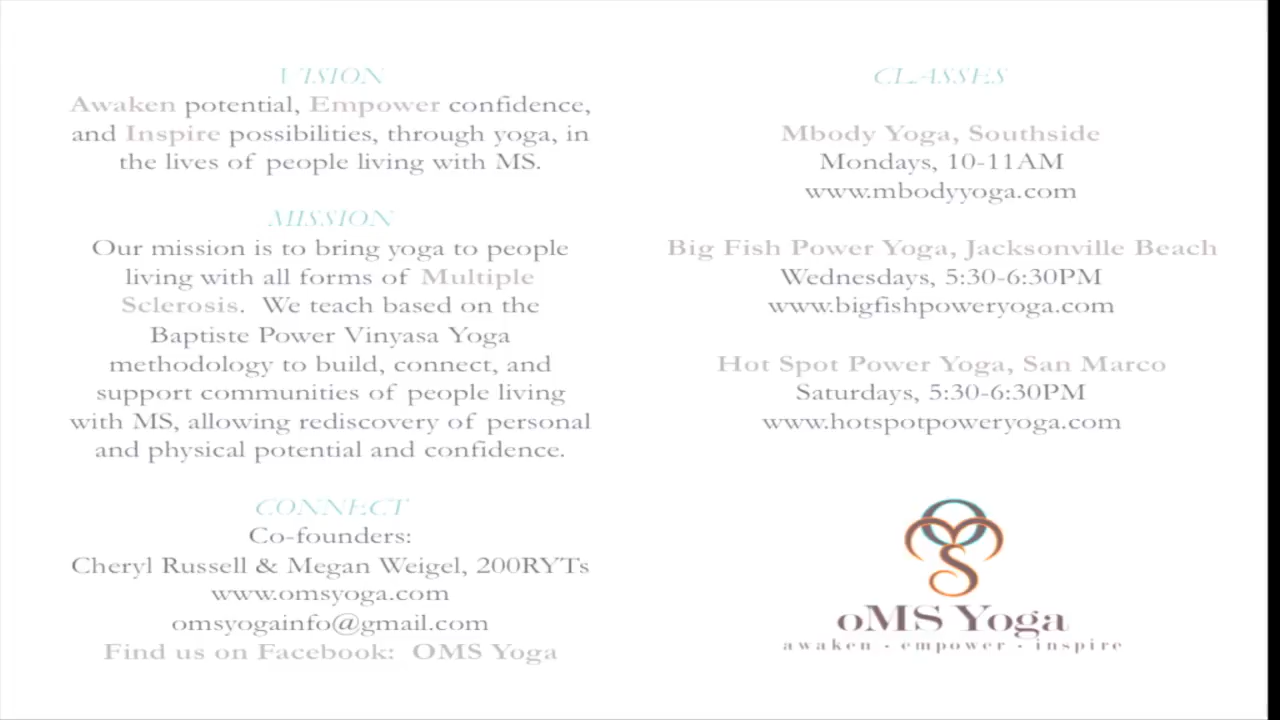 VISION
Awaken potential, Empower confidence,
and Inspire possibilities, through yoga, in
the lives of people living with MS.
MISSION
Our mission is to bring yoga to people
living with all forms of Multiple
Sclerosis. We teach based on the
Baptiste Power Vinyasa Yoga
methodology to build, connect, and
support communities of people living
with MS, allowing rediscovery of personal
and physical potential and confidence.
CONNECT
Co-founders:
Cheryl Russell & Megan Weigel, 200RYTs
www.omsyoga.com
omsyogainfo@gmail.com
Find us on Facebook: OMS Yoga
CLASSES
Mbody Yoga, Southside
Mondays, 10-11AM
www.mbodyyoga.com
Big Fish Power Yoga, Jacksonville Beach
Wednesdays, 5:30-6:30PM
www.bigfishpoweryoga.com
Hot Spot Power Yoga, San Marco
Saturdays, 5:30-6:30PM
www.hotspotpoweryoga.com
oMS Yoga
awaken · empower · inspire